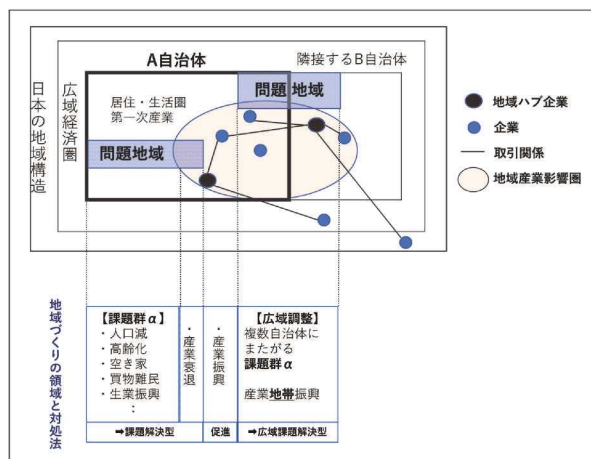 日本の地域構造
広域経済圏
A自治体
隣接するB自治体
居住・生活圏
第一次産業
問題 地域
問題地域
地域ハブ企業
企業
取引関係
地域産業影響圏
地域づくりの領域と対処法
【課題群α】
・人口減
・高齢化
・空き家
・買物難民
・生業振興
:
・産業衰退
・産業振興
【広域調整】
複数自治体に
またがる
課題群α
産業地帯振興
➡課題解決型
促進
➡広域課題解決型